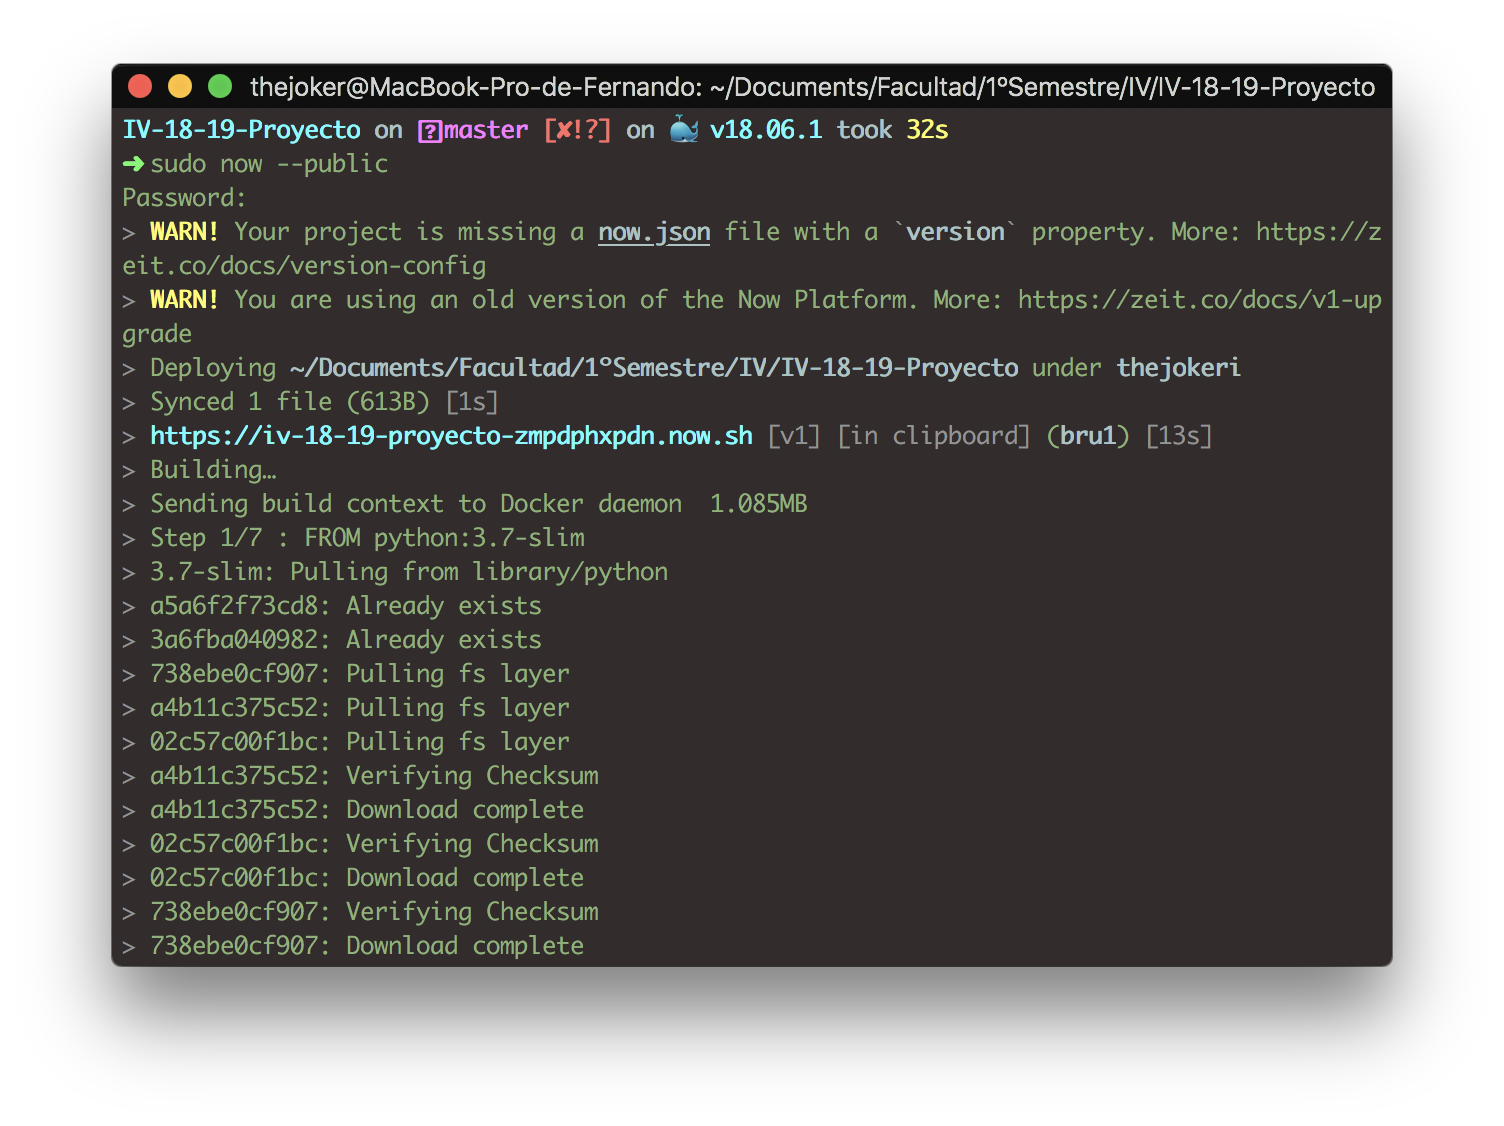 thejoker@MacBook-Pro-de-Fernando: ~/Documents/Facultad/1ºSemestre/IV/IV-18-19-Proyecto
IV-18-19-Proyecto on [?]master [✘!?] on 🐳 v18.06.1 took 32s
➜ sudo now --public
Password:
> WARN! Your project is missing a now.json file with a `version` property. More: https://z
eit.co/docs/version-config
> WARN! You are using an old version of the Now Platform. More: https://zeit.co/docs/v1-up
grade
> Deploying ~/Documents/Facultad/1ºSemestre/IV/IV-18-19-Proyecto under thejokeri
> Synced 1 file (613B) [1s]
> https://iv-18-19-proyecto-zmpdphxpdn.now.sh [v1] [in clipboard] (bru1) [13s]
> Building…
> Sending build context to Docker daemon  1.085MB
> Step 1/7 : FROM python:3.7-slim
> 3.7-slim: Pulling from library/python
> a5a6f2f73cd8: Already exists
> 3a6fba040982: Already exists
> 738ebe0cf907: Pulling fs layer
> a4b11c375c52: Pulling fs layer
> 02c57c00f1bc: Pulling fs layer
> a4b11c375c52: Verifying Checksum
> a4b11c375c52: Download complete
> 02c57c00f1bc: Verifying Checksum
> 02c57c00f1bc: Download complete
> 738ebe0cf907: Verifying Checksum
> 738ebe0cf907: Download complete